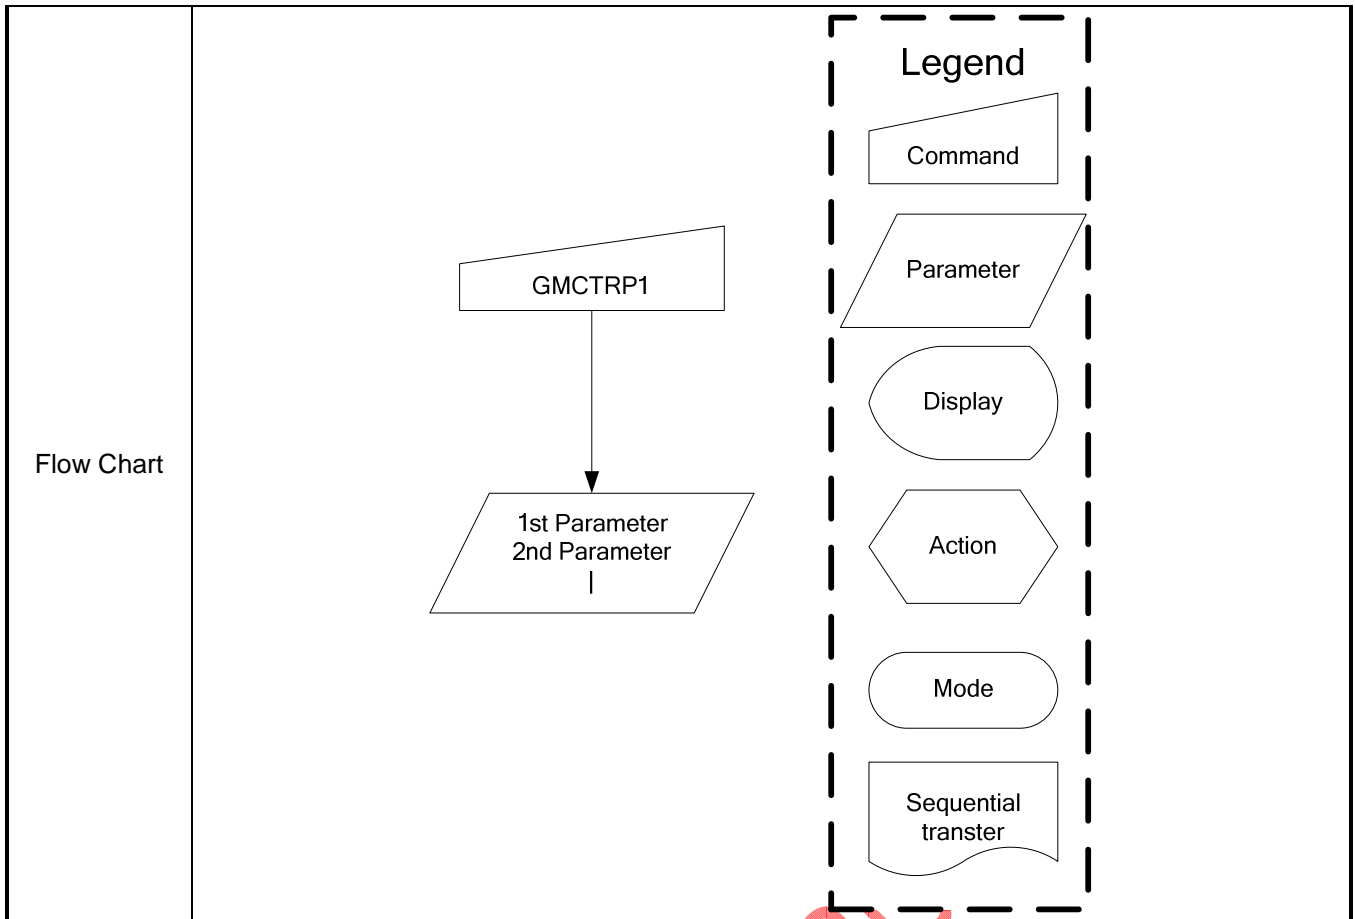 Flow Chart
GMCTRP1
1st Parameter
2nd Parameter
|
Legend
Command
Parameter
Display
Action
Mode
Sequential
transter